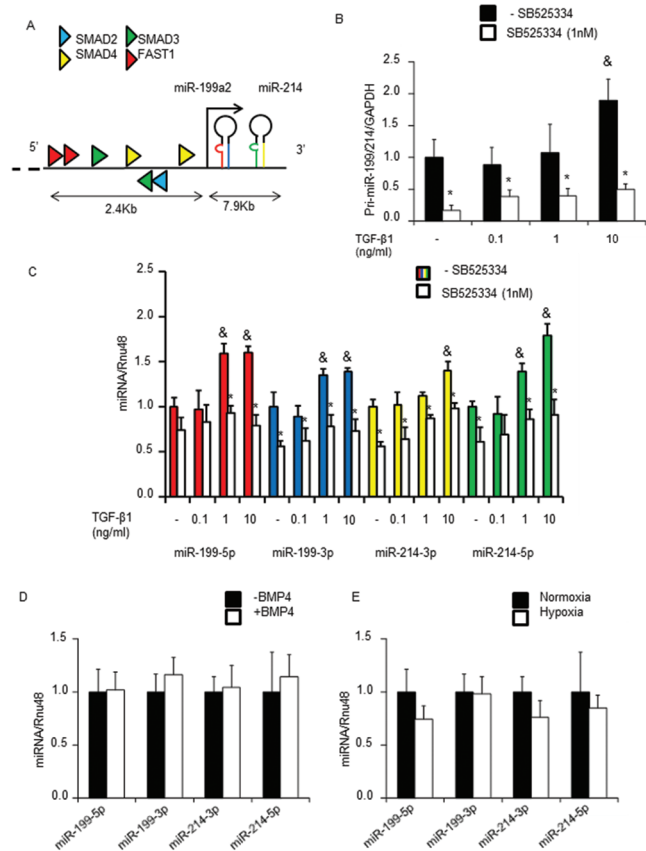 A
SMAD2 SMAD3
SMAD4 FAST1
miR-199a2 miR-214
5' 3'
2.4Kb 7.9Kb
B
- SB525334
SB525334 (1nM)
Pri-miR-199/214/GAPDH
2.5
2.0
1.5
1.0
0.5
0.0
&
* * * *
TGF-β1
(ng/ml)
- 0.1 1 10
C
- SB525334
SB525334 (1nM)
miRNA/Rnu48
2.5
2.0
1.5
1.0
0.5
0.0
& & & & & & &
* * * * * * * * * * * *
TGF-β1
(ng/ml)
- 0.1 1 10 - 0.1 1 10 - 0.1 1 10 - 0.1 1 10
miR-199-5p miR-199-3p miR-214-3p miR-214-5p
D
-BMP4
+BMP4
miRNA/Rnu48
1.5
1.0
0.5
0.0
miR-199-5p miR-199-3p miR-214-3p miR-214-5p
E
Normoxia
Hypoxia
miRNA/Rnu48
1.5
1.0
0.5
0.0
miR-199-5p miR-199-3p miR-214-3p miR-214-5p